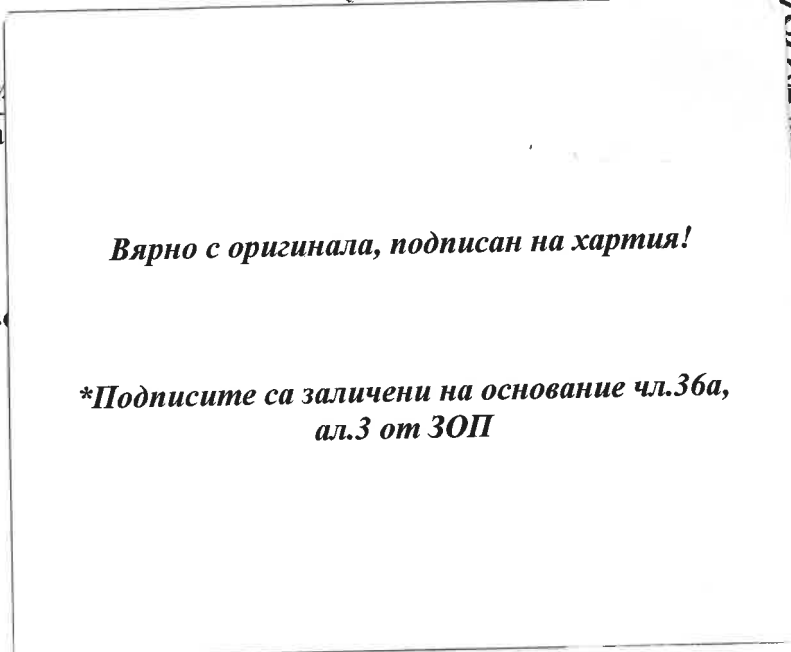 Вярно с оригинала, подписан на хартия!
*Подписите са заличени на основание чл.36а,
ал.3 от ЗОП